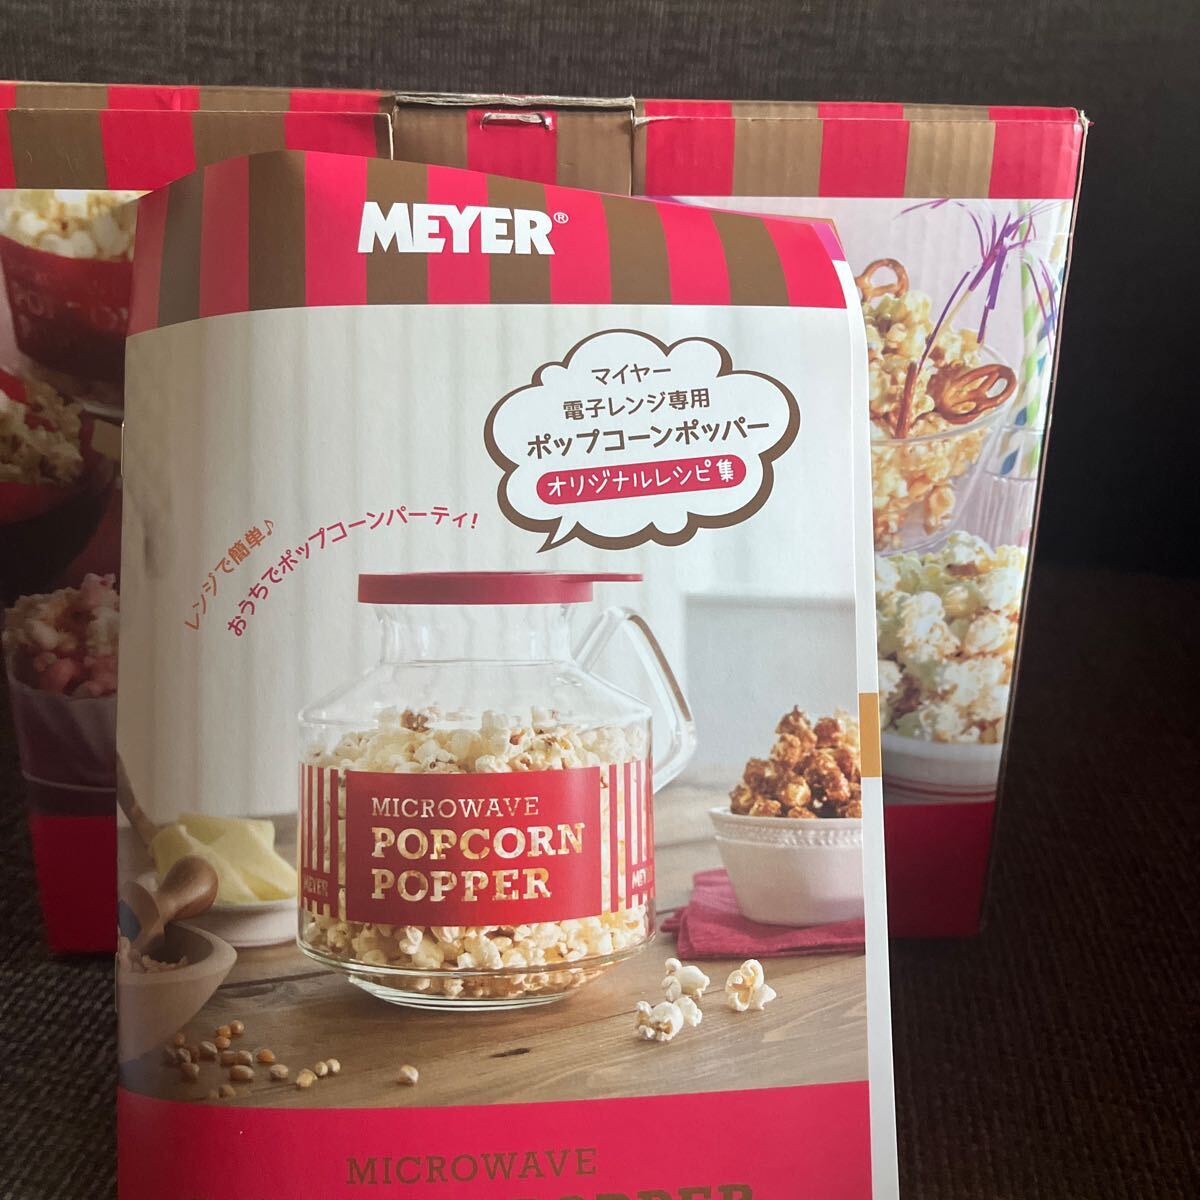 MEYER®
マイヤー
電子レンジ専用
ポップコーンポッパー
オリジナルレシピ集
レンジで簡単♪
おうちでポップコーンパーティ!
MICROWAVE
POPCORN
POPPER
MEYER
MICROWAVE